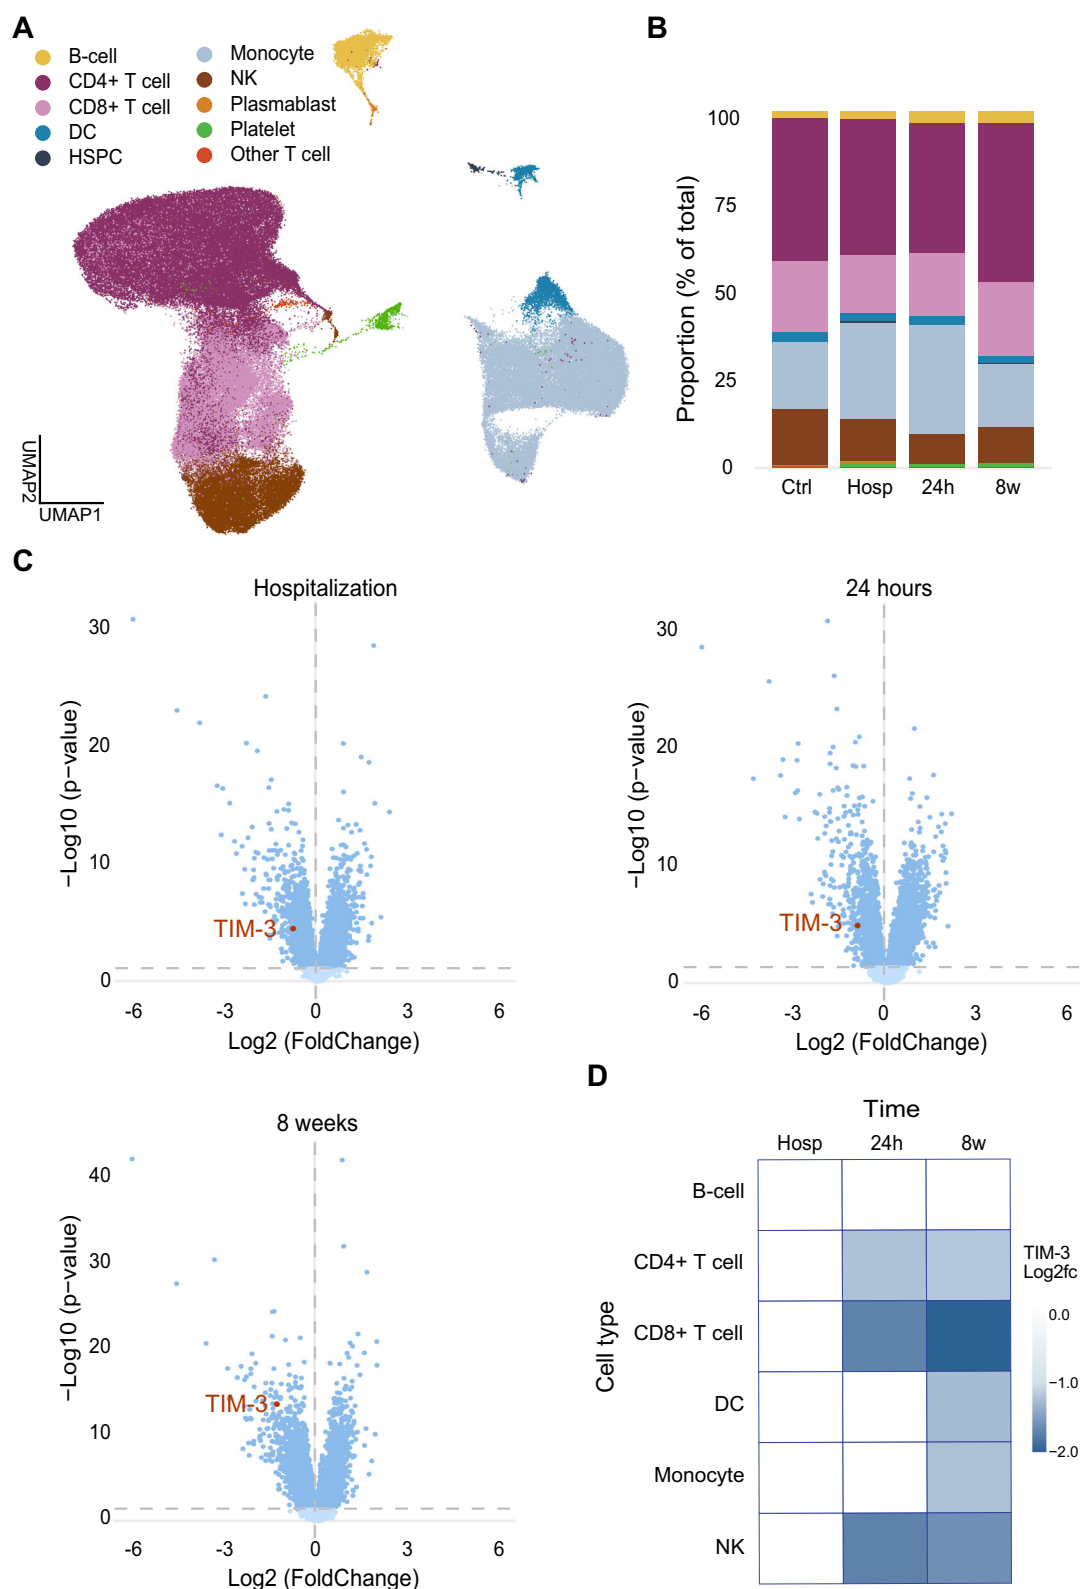 A
B-cell
CD4+ T cell
CD8+ T cell
DC
HSPC
Monocyte
NK
Plasmablast
Platelet
Other T cell
UMAP2
UMAP1
B
Proportion (% of total)
100
75
50
25
0
Ctrl Hosp 24h 8w
C
Hospitalization
−Log10 (p−value)
30
20
10
0
TIM-3
-6 -3 0 3 6
Log2 (FoldChange)
24 hours
−Log10 (p−value)
30
20
10
0
TIM-3
-6 -3 0 3 6
Log2 (FoldChange)
8 weeks
−Log10 (p−value)
40
30
20
10
0
TIM-3
-6 -3 0 3 6
Log2 (FoldChange)
D
Time
Hosp 24h 8w
Cell type
B-cell
CD4+ T cell
CD8+ T cell
DC
Monocyte
NK
TIM-3
Log2fc
0.0
−1.0
−2.0